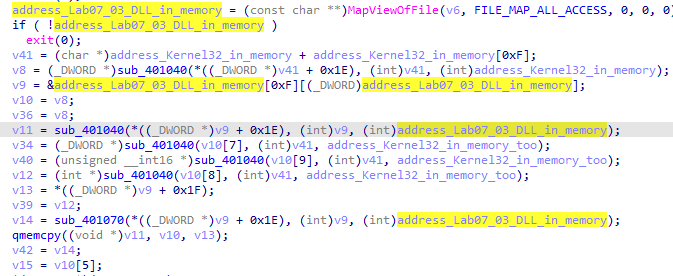 address_Lab07_03_DLL_in_memory = (const char **)MapViewOfFile(v6, FILE_MAP_ALL_ACCESS, 0, 0, 0)
if ( !address_Lab07_03_DLL_in_memory )
exit(0);
v41 = (char *)address_Kernel32_in_memory + address_Kernel32_in_memory[0xF];
v8 = (_DWORD *)sub_401040(*((_DWORD *)v41 + 0x1E), (int)v41, (int)address_Kernel32_in_memory);
v9 = &address_Lab07_03_DLL_in_memory[0xF][(_DWORD)address_Lab07_03_DLL_in_memory];
v10 = v8;
v36 = v8;
v11 = sub_401040(*((_DWORD *)v9 + 0x1E), (int)v9, (int)address_Lab07_03_DLL_in_memory);
v34 = (_DWORD *)sub_401040(v10[7], (int)v41, address_Kernel32_in_memory_too);
v40 = (unsigned __int16 *)sub_401040(v10[9], (int)v41, address_Kernel32_in_memory_too);
v12 = (int *)sub_401040(v10[8], (int)v41, address_Kernel32_in_memory_too);
v13 = *((_DWORD *)v9 + 0x1F);
v39 = v12;
v14 = sub_401070(*((_DWORD *)v9 + 0x1E), (int)v9, (int)address_Lab07_03_DLL_in_memory);
qmemcpy((void *)v11, v10, v13);
v42 = v14;
v15 = v10[5];